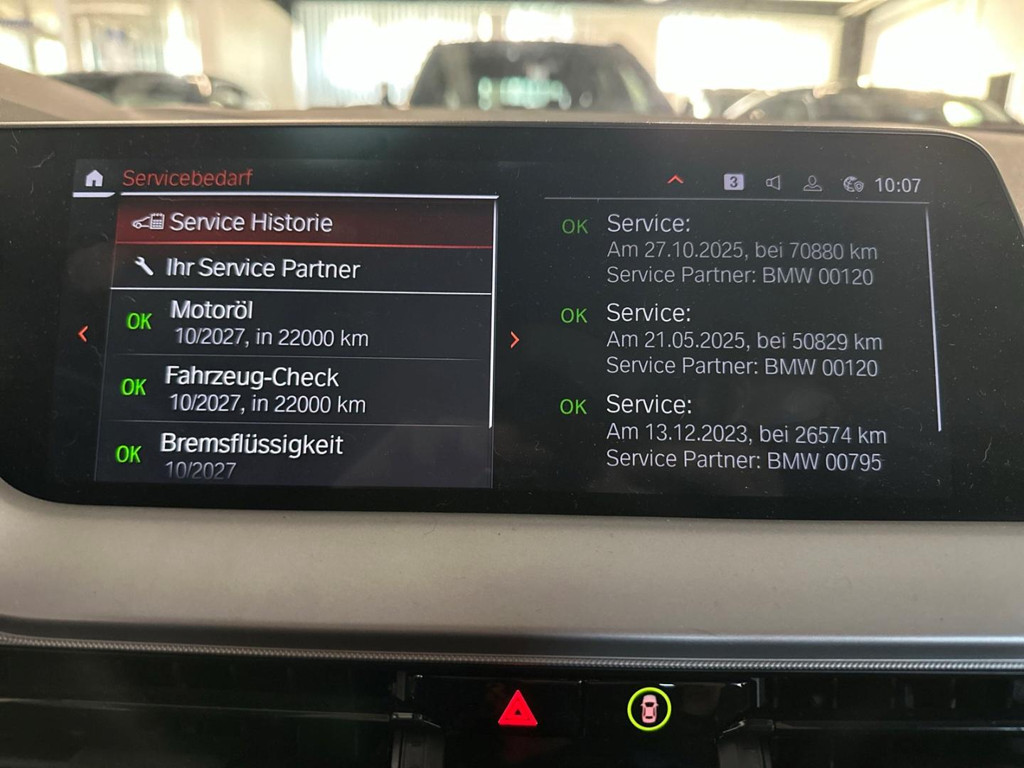 Servicebedarf
3
10:07
Service Historie
Ihr Service Partner
OK Motoröl
10/2027, in 22000 km
OK Fahrzeug-Check
10/2027, in 22000 km
OK Bremsflüssigkeit
10/2027
OK Service:
Am 27.10.2025, bei 70880 km
Service Partner: BMW 00120
OK Service:
Am 21.05.2025, bei 50829 km
Service Partner: BMW 00120
OK Service:
Am 13.12.2023, bei 26574 km
Service Partner: BMW 00795